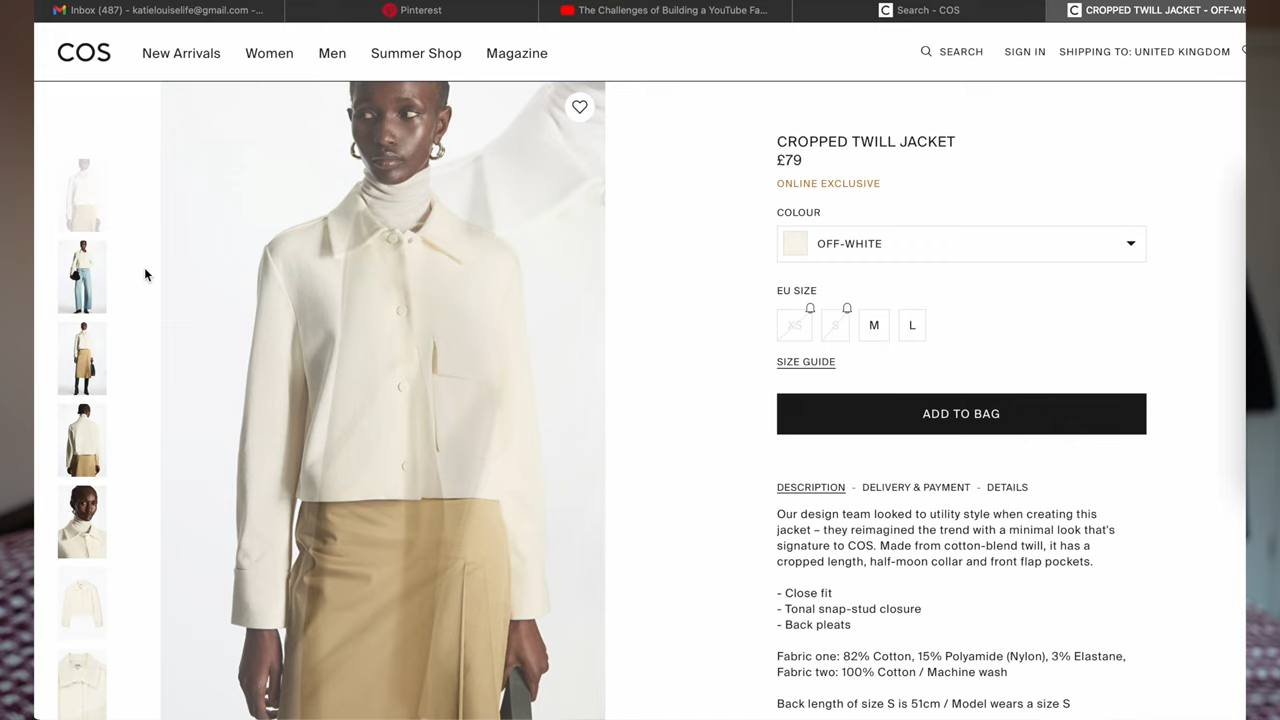 Inbox (487) - katielouiselife@gmail.com -...
Pinterest
The Challenges of Building a YouTube Fa...
Search - COS
CROPPED TWILL JACKET - OFF-WH
COS
New Arrivals
Women
Men
Summer Shop
Magazine
SEARCH
SIGN IN
SHIPPING TO: UNITED KINGDOM
CROPPED TWILL JACKET
£79
ONLINE EXCLUSIVE
COLOUR
OFF-WHITE
EU SIZE
XS S M L
SIZE GUIDE
ADD TO BAG
DESCRIPTION - DELIVERY & PAYMENT - DETAILS
Our design team looked to utility style when creating this
jacket – they reimagined the trend with a minimal look that's
signature to COS. Made from cotton-blend twill, it has a
cropped length, half-moon collar and front flap pockets.
- Close fit
- Tonal snap-stud closure
- Back pleats
Fabric one: 82% Cotton, 15% Polyamide (Nylon), 3% Elastane,
Fabric two: 100% Cotton / Machine wash
Back length of size S is 51cm / Model wears a size S